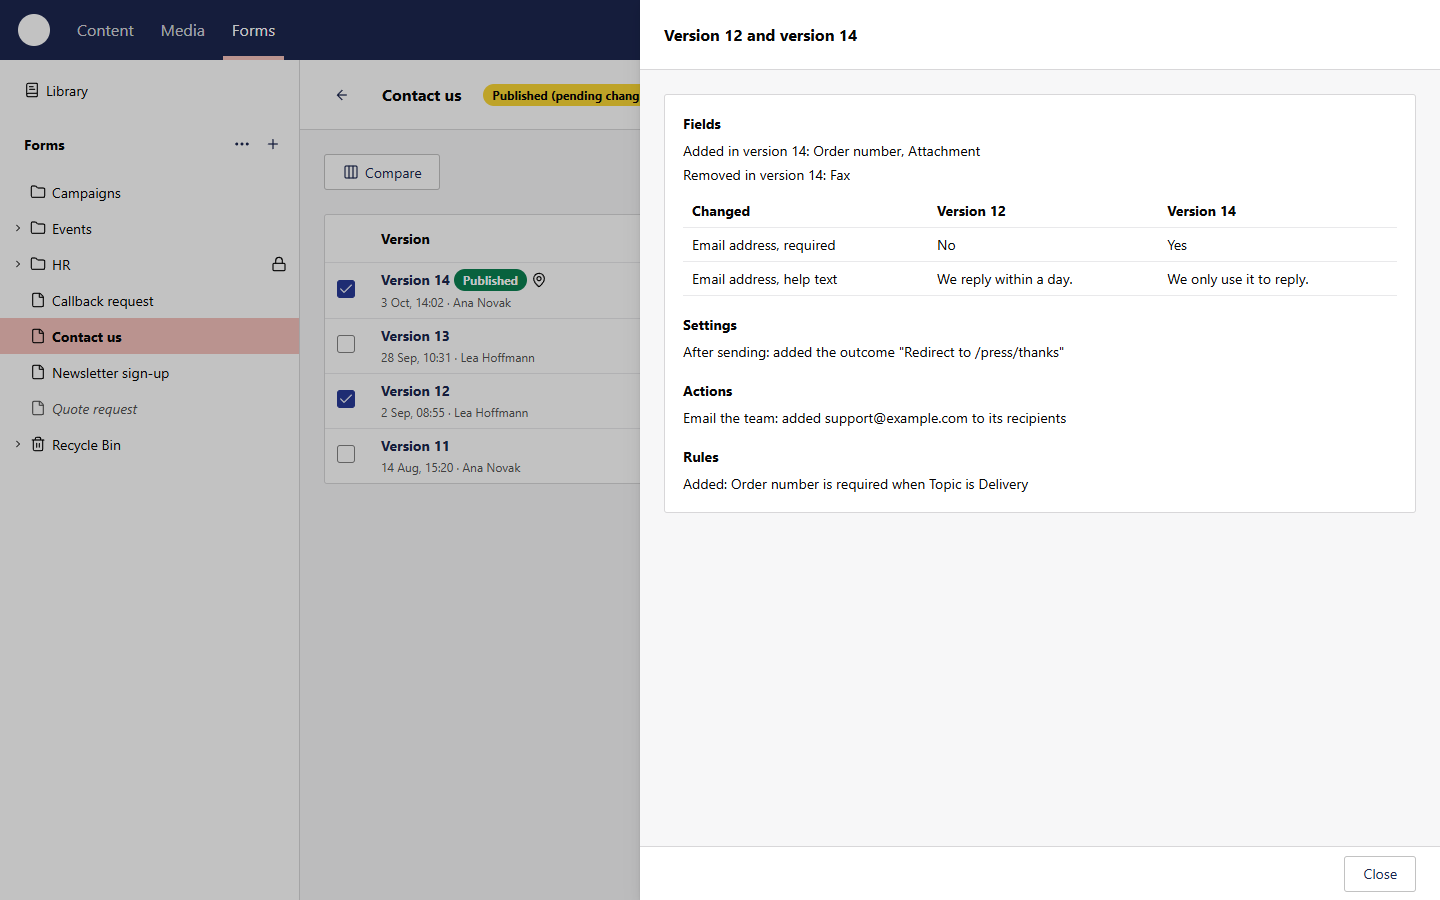 Content Media Forms
Library
Forms
Campaigns
Events
HR
Callback request
Contact us
Newsletter sign-up
Quote request
Recycle Bin
Contact us
Published (pending chang
Compare
Version
Version 14 Published
3 Oct, 14:02 · Ana Novak
Version 13
28 Sep, 10:31 · Lea Hoffmann
Version 12
2 Sep, 08:55 · Lea Hoffmann
Version 11
14 Aug, 15:20 · Ana Novak
Version 12 and version 14
Fields
Added in version 14: Order number, Attachment
Removed in version 14: Fax
Changed Version 12 Version 14
Email address, required No Yes
Email address, help text We reply within a day. We only use it to reply.
Settings
After sending: added the outcome "Redirect to /press/thanks"
Actions
Email the team: added support@example.com to its recipients
Rules
Added: Order number is required when Topic is Delivery
Close